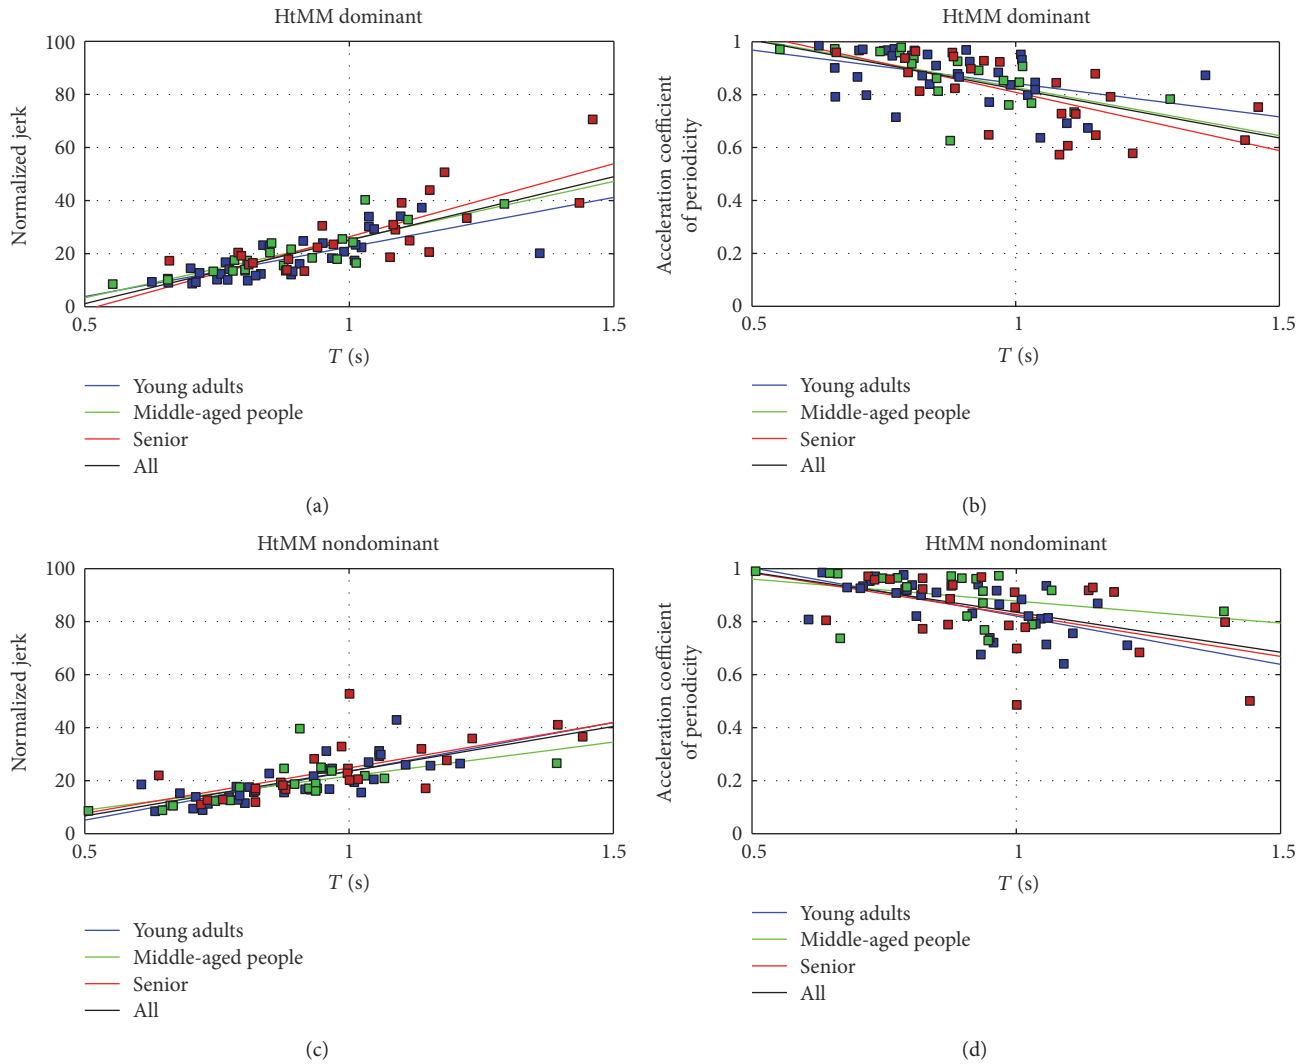 HtMM dominant
100
80
60
40
20
0
Normalized jerk
0.5
1
1.5
T (s)
Young adults
Middle-aged people
Senior
All
(a)
HtMM dominant
1
0.8
0.6
0.4
0.2
0
Acceleration coefficient
of periodicity
0.5
1
1.5
T (s)
Young adults
Middle-aged people
Senior
All
(b)
HtMM nondominant
100
80
60
40
20
0
Normalized jerk
0.5
1
1.5
T (s)
Young adults
Middle-aged people
Senior
All
(c)
HtMM nondominant
1
0.8
0.6
0.4
0.2
0
Acceleration coefficient
of periodicity
0.5
1
1.5
T (s)
Young adults
Middle-aged people
Senior
All
(d)